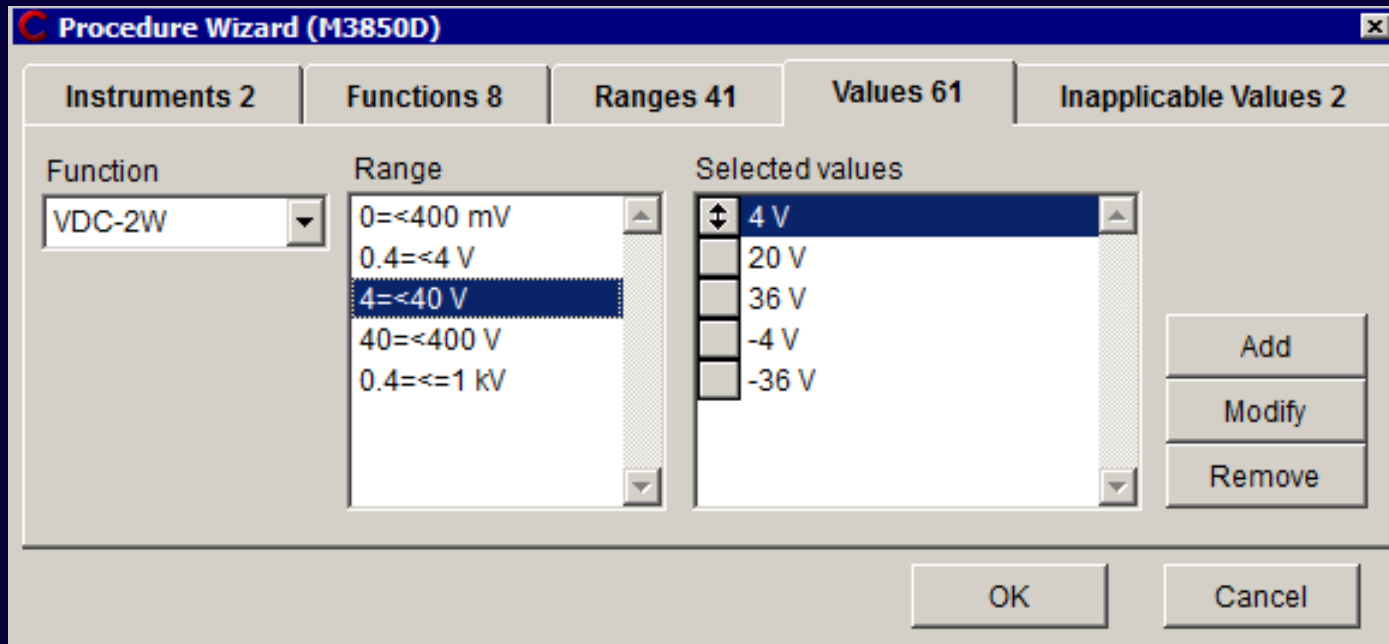 Procedure Wizard (M3850D)
Instruments 2
Functions 8
Ranges 41
Values 61
Inapplicable Values 2
Function
VDC-2W
Range
0=<400 mV
0.4=<4 V
4=<40 V
40=<400 V
0.4=<=1 kV
Selected values
4 V
20 V
36 V
-4 V
-36 V
Add
Modify
Remove
OK
Cancel